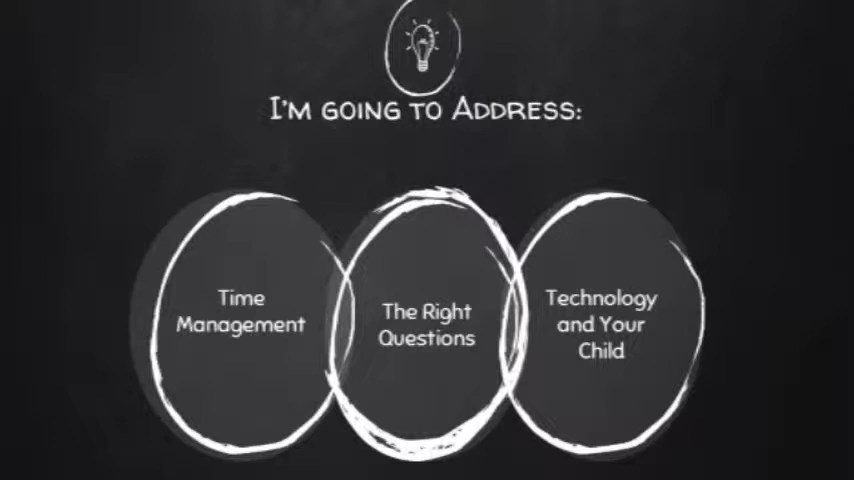 I'm going to Address:
Time
Management
The Right
Questions
Technology
and Your
Child